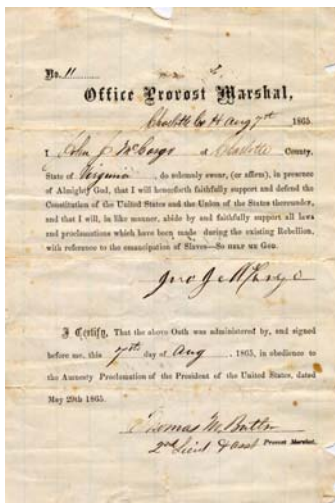 No. 11
Office Provost Marshal,
Charlotte Co H Aug 7th 1865
I John J McCargo of Charlotte County,
State of Virginia, do solemnly swear, (or affirm), in presence
of Almighty God, that I will henceforth faithfully support and defend the
Constitution of the United States and the Union of the States thereunder,
and that I will, in like manner, abide by and faithfully support all laws
and proclamations which have been made during the existing Rebellion,
with reference to the emancipation of Slaves—So help me God.
Jno J McCargo
I Certify, That the above Oath was administered by, and signed
before me, this 7th day of Aug, 1865, in obedience to
the Amnesty Proclamation of the President of the United States, dated
May 29th 1865.
Thomas M. Butler
2nd Lieut & asst Provost Marshal.